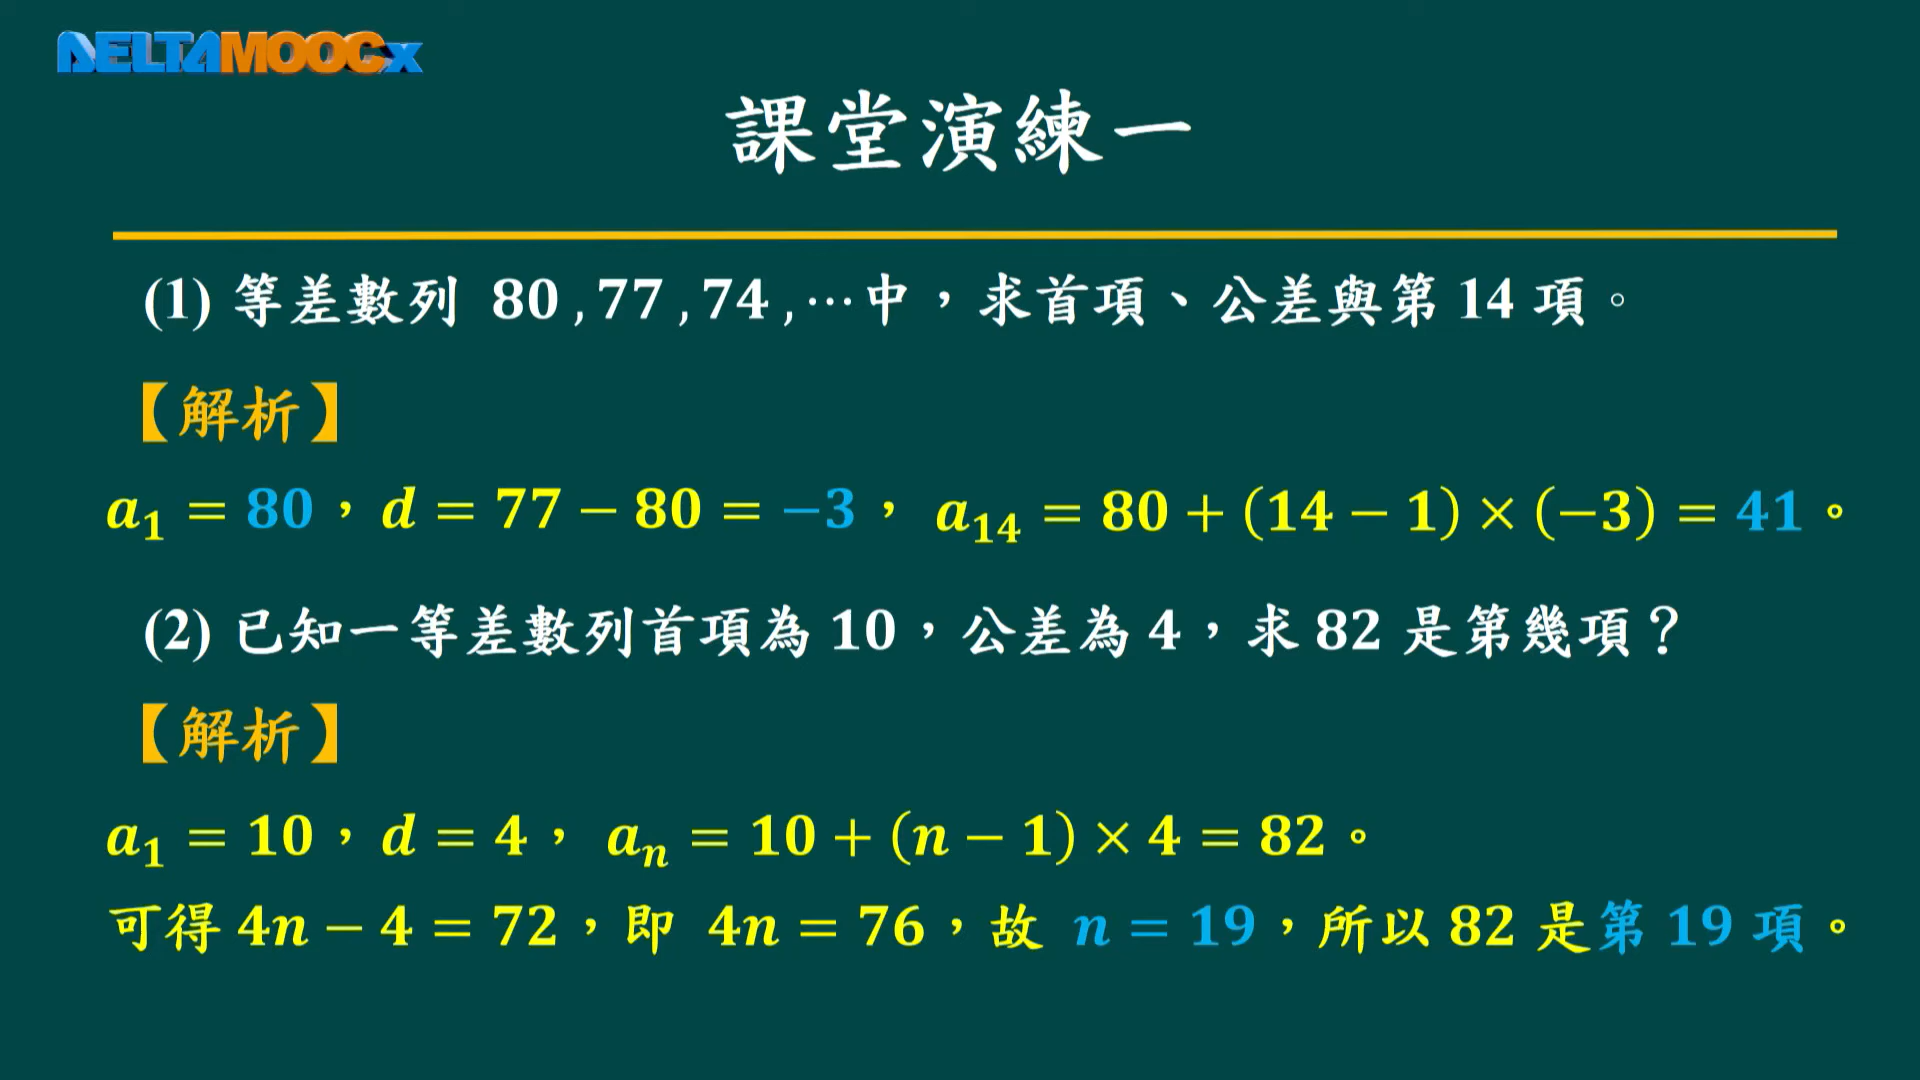 DELTAMOOCx
課堂演練一
(1) 等差數列 80 , 77 , 74 , ⋯中，求首項、公差與第 14 項。
【解析】
a₁ = 80，d = 77 − 80 = −3， a₁₄ = 80 + (14 − 1) × (−3) = 41。
(2) 已知一等差數列首項為 10，公差為 4，求 82 是第幾項？
【解析】
a₁ = 10，d = 4， aₙ = 10 + (n − 1) × 4 = 82。
可得 4n − 4 = 72，即 4n = 76，故 n = 19，所以 82 是第 19 項。